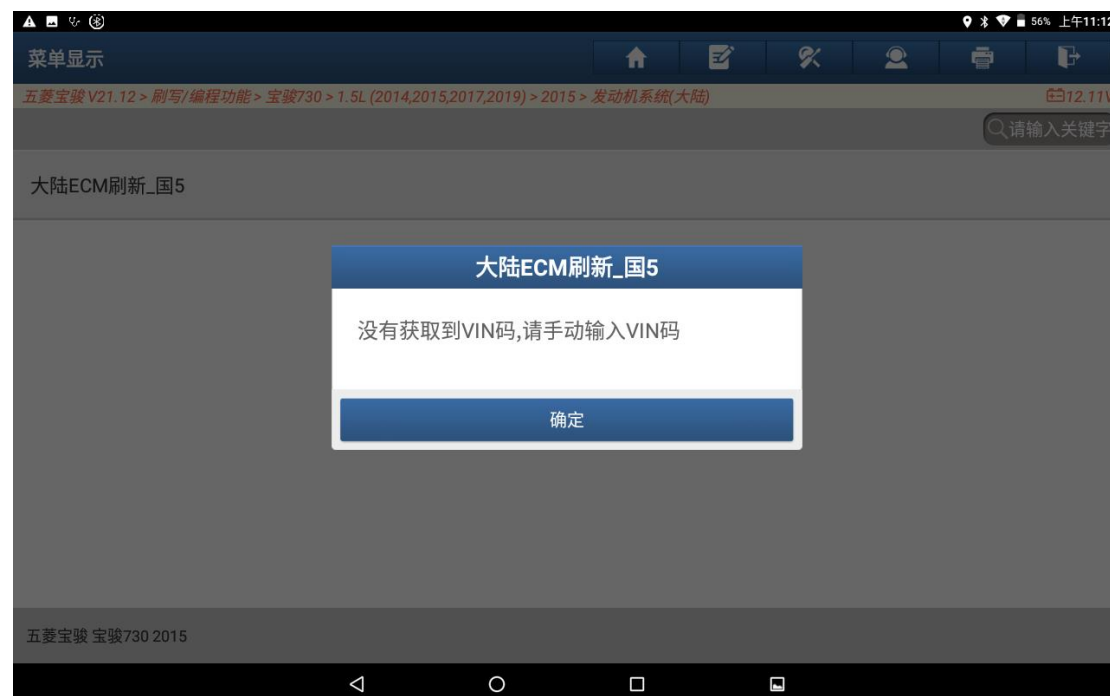 56% 上午11:12
菜单显示
五菱宝骏 V21.12 > 刷写/编程功能 > 宝骏730 > 1.5L (2014,2015,2017,2019) > 2015 > 发动机系统(大陆) 12.11V
请输入关键字
大陆ECM刷新_国5
大陆ECM刷新_国5
没有获取到VIN码,请手动输入VIN码
确定
五菱宝骏 宝骏730 2015